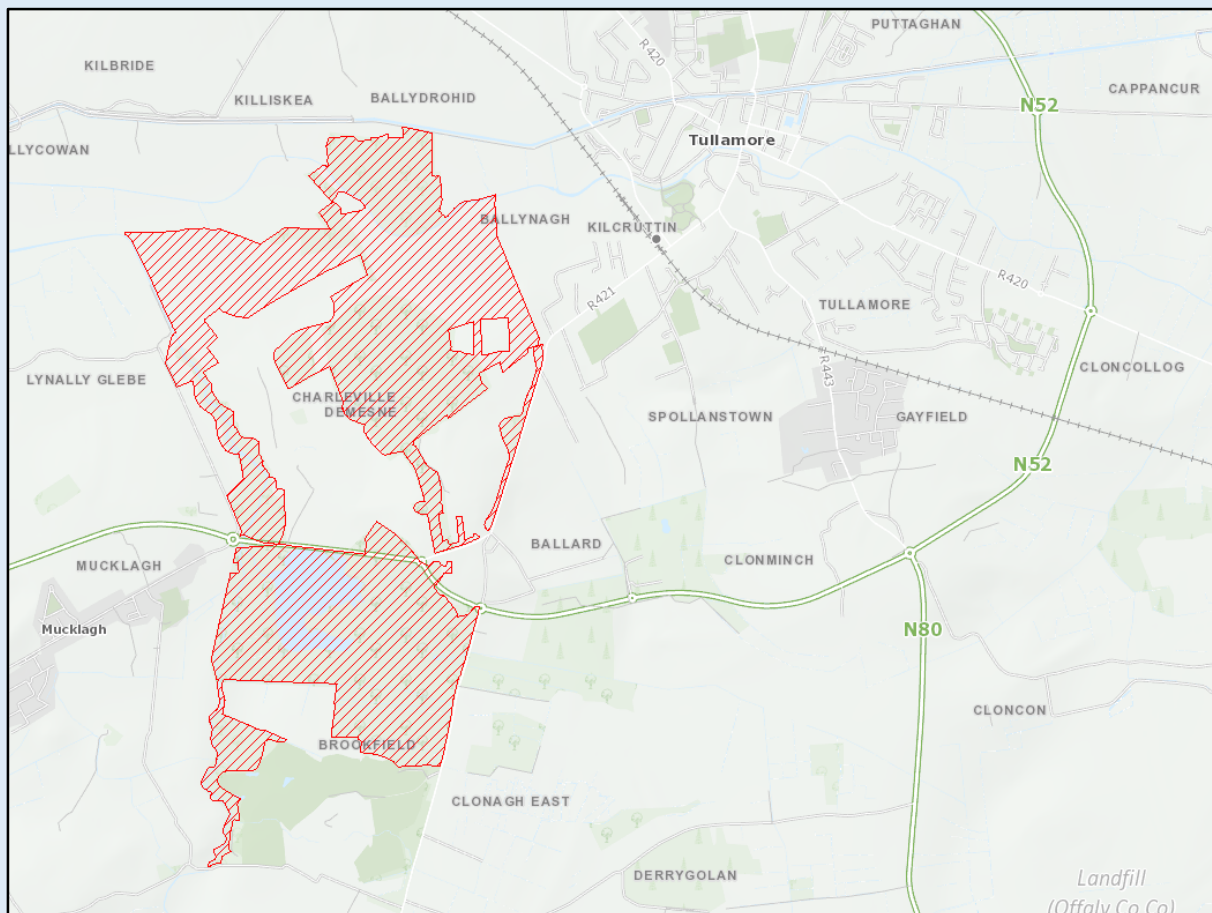 PUTTAGHAN
R420
KILBRIDE
CAPPANCUR
KILLISKEA
BALLYDROHID
N52
Tullamore
LLYCOWAN
BALLYNAGH
KILCRUTTIN
R420
R421
TULLAMORE
R443
CLONCOLLOG
LYNALLY GLEBE
CHARLEVILLE
DEMESNE
SPOLLANSTOWN
GAYFIELD
N52
BALLARD
CLONMINCH
MUCKLAGH
Mucklagh
N80
CLONCON
BROOKFIELD
CLONAGH EAST
DERRYGOLAN
Landfill
(Offaly Co Co)